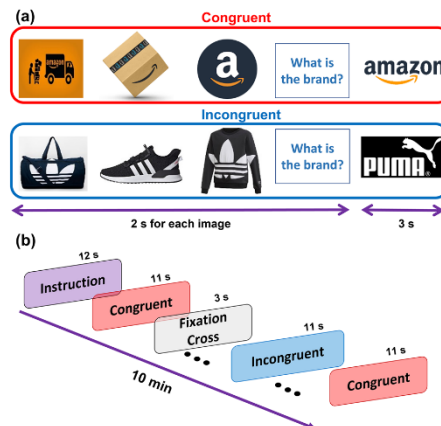 (a)
Congruent
amazon
a
What is
the brand?
amazon
Incongruent
What is
the brand?
PUMA®
2 s for each image
3 s
(b)
12 s
Instruction
11 s
Congruent
3 s
Fixation
Cross
11 s
Incongruent
11 s
Congruent
10 min